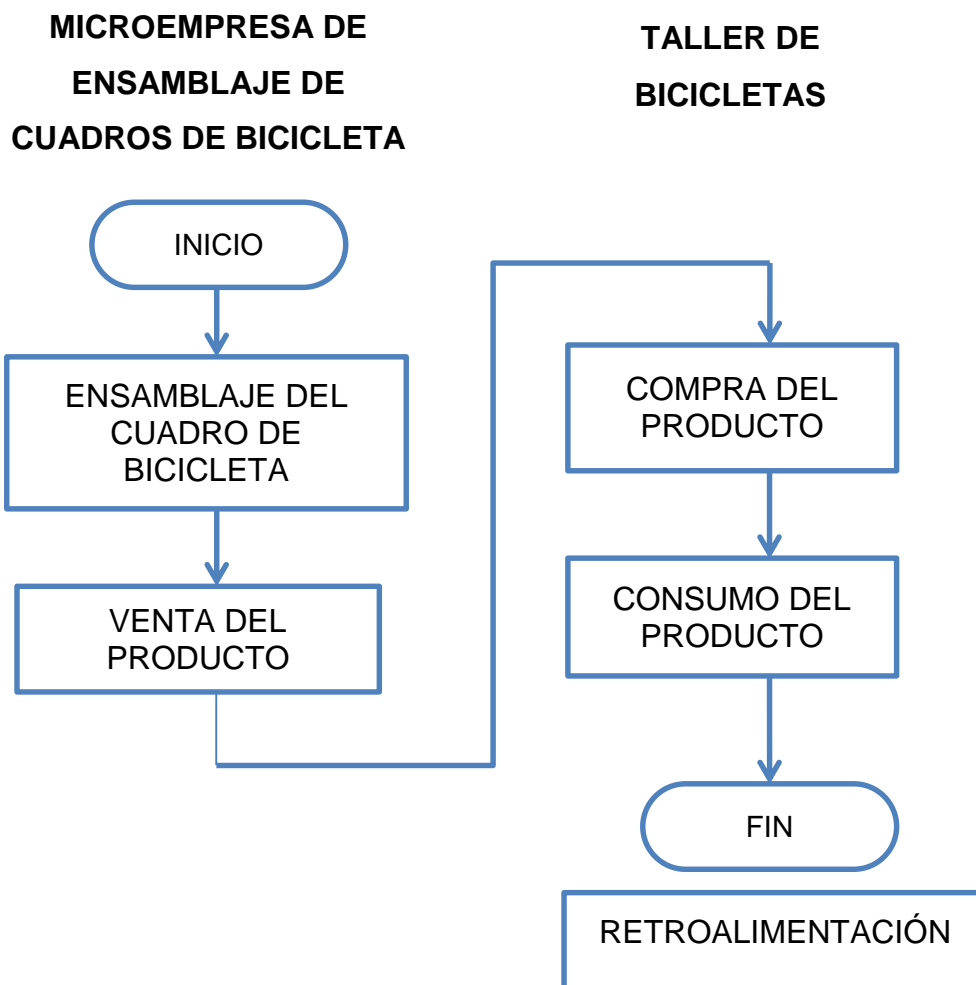 MICROEMPRESA DE
ENSAMBLAJE DE
CUADROS DE BICICLETA
TALLER DE
BICICLETAS
INICIO
ENSAMBLAJE DEL
CUADRO DE
BICICLETA
VENTA DEL
PRODUCTO
COMPRA DEL
PRODUCTO
CONSUMO DEL
PRODUCTO
FIN
RETROALIMENTACIÓN